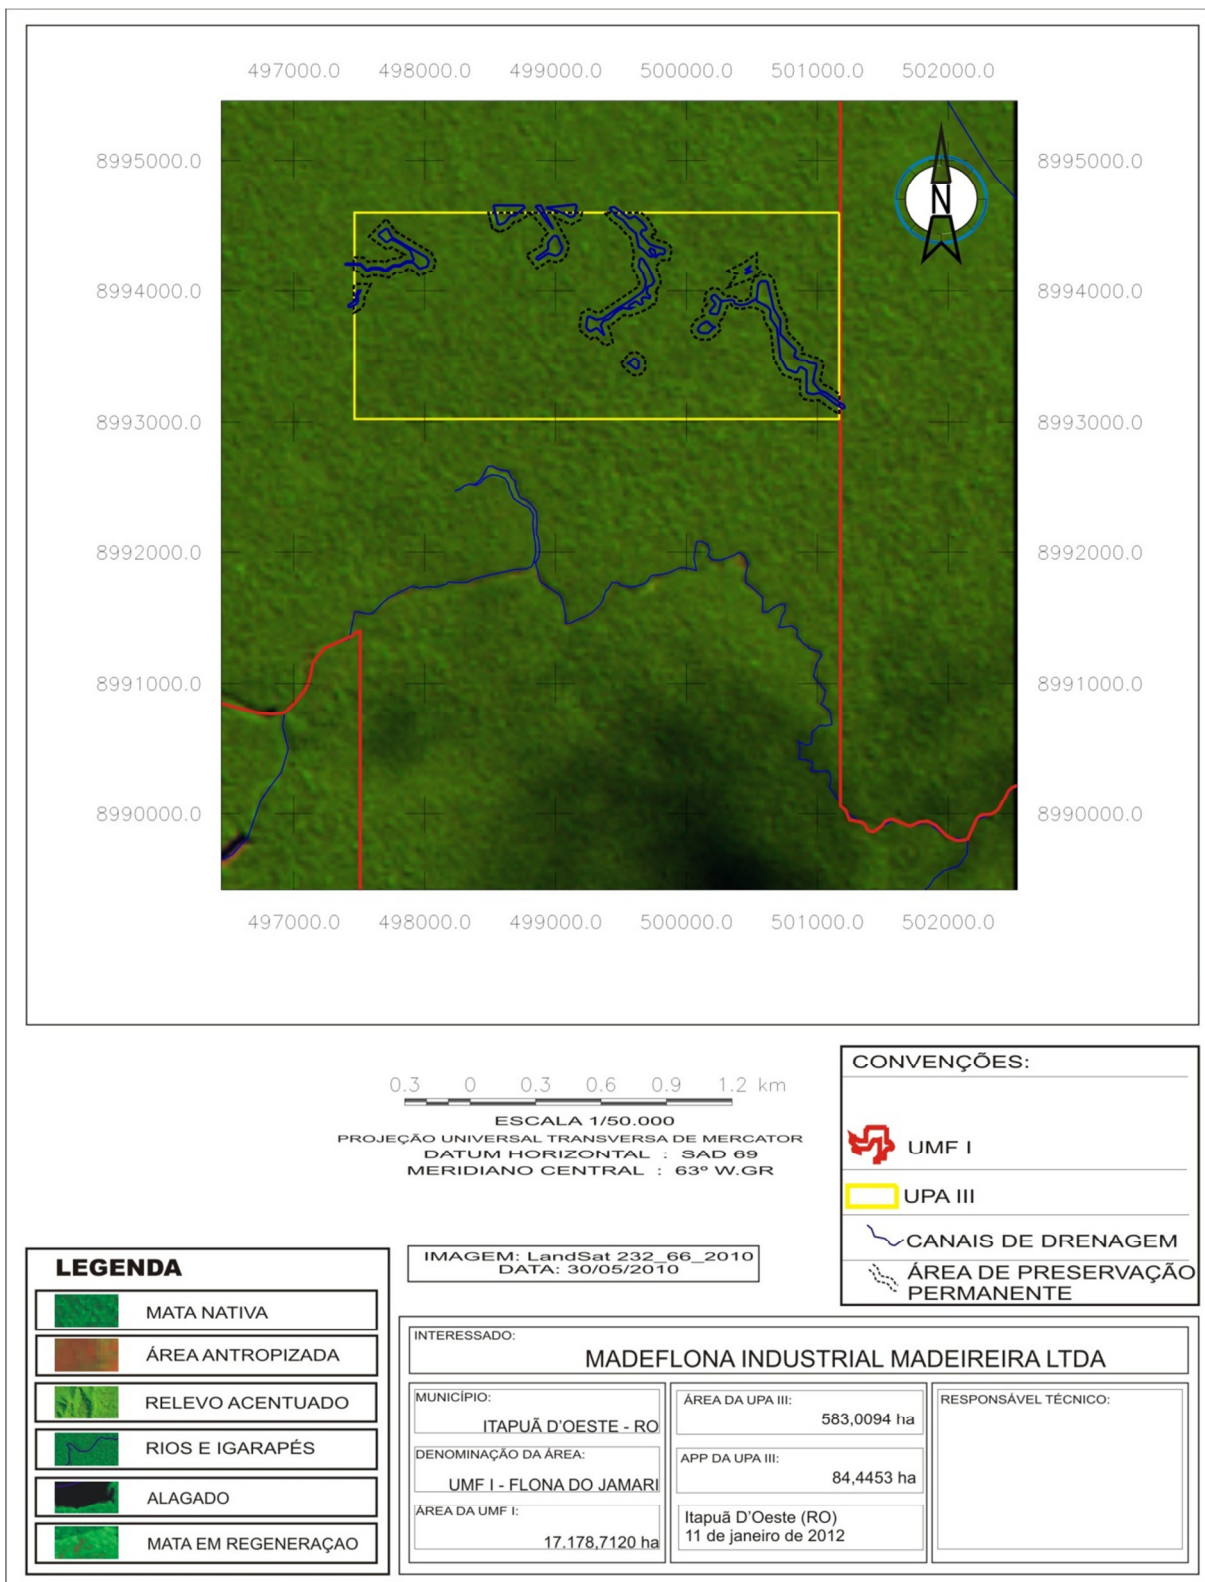 497000.0 498000.0 499000.0 500000.0 501000.0 502000.0
8995000.0 8995000.0
N
8994000.0 8994000.0
8993000.0 8993000.0
8992000.0 8992000.0
8991000.0 8991000.0
8990000.0 8990000.0
497000.0 498000.0 499000.0 500000.0 501000.0 502000.0
0.3 0 0.3 0.6 0.9 1.2 km
ESCALA 1/50.000
PROJEÇÃO UNIVERSAL TRANSVERSA DE MERCATOR
DATUM HORIZONTAL : SAD 69
MERIDIANO CENTRAL : 63º W.GR
CONVENÇÕES:
UMF I
UPA III
CANAIS DE DRENAGEM
ÁREA DE PRESERVAÇÃO
PERMANENTE
IMAGEM: LandSat 232_66_2010
DATA: 30/05/2010
LEGENDA
MATA NATIVA
ÁREA ANTROPIZADA
RELEVO ACENTUADO
RIOS E IGARAPÉS
ALAGADO
MATA EM REGENERAÇAO
INTERESSADO:
MADEFLONA INDUSTRIAL MADEIREIRA LTDA
MUNICÍPIO:
ITAPUÃ D'OESTE - RO
DENOMINAÇÃO DA ÁREA:
UMF I - FLONA DO JAMARI
ÁREA DA UMF I:
17.178,7120 ha
ÁREA DA UPA III:
583,0094 ha
APP DA UPA III:
84,4453 ha
Itapuã D'Oeste (RO)
11 de janeiro de 2012
RESPONSÁVEL TÉCNICO: